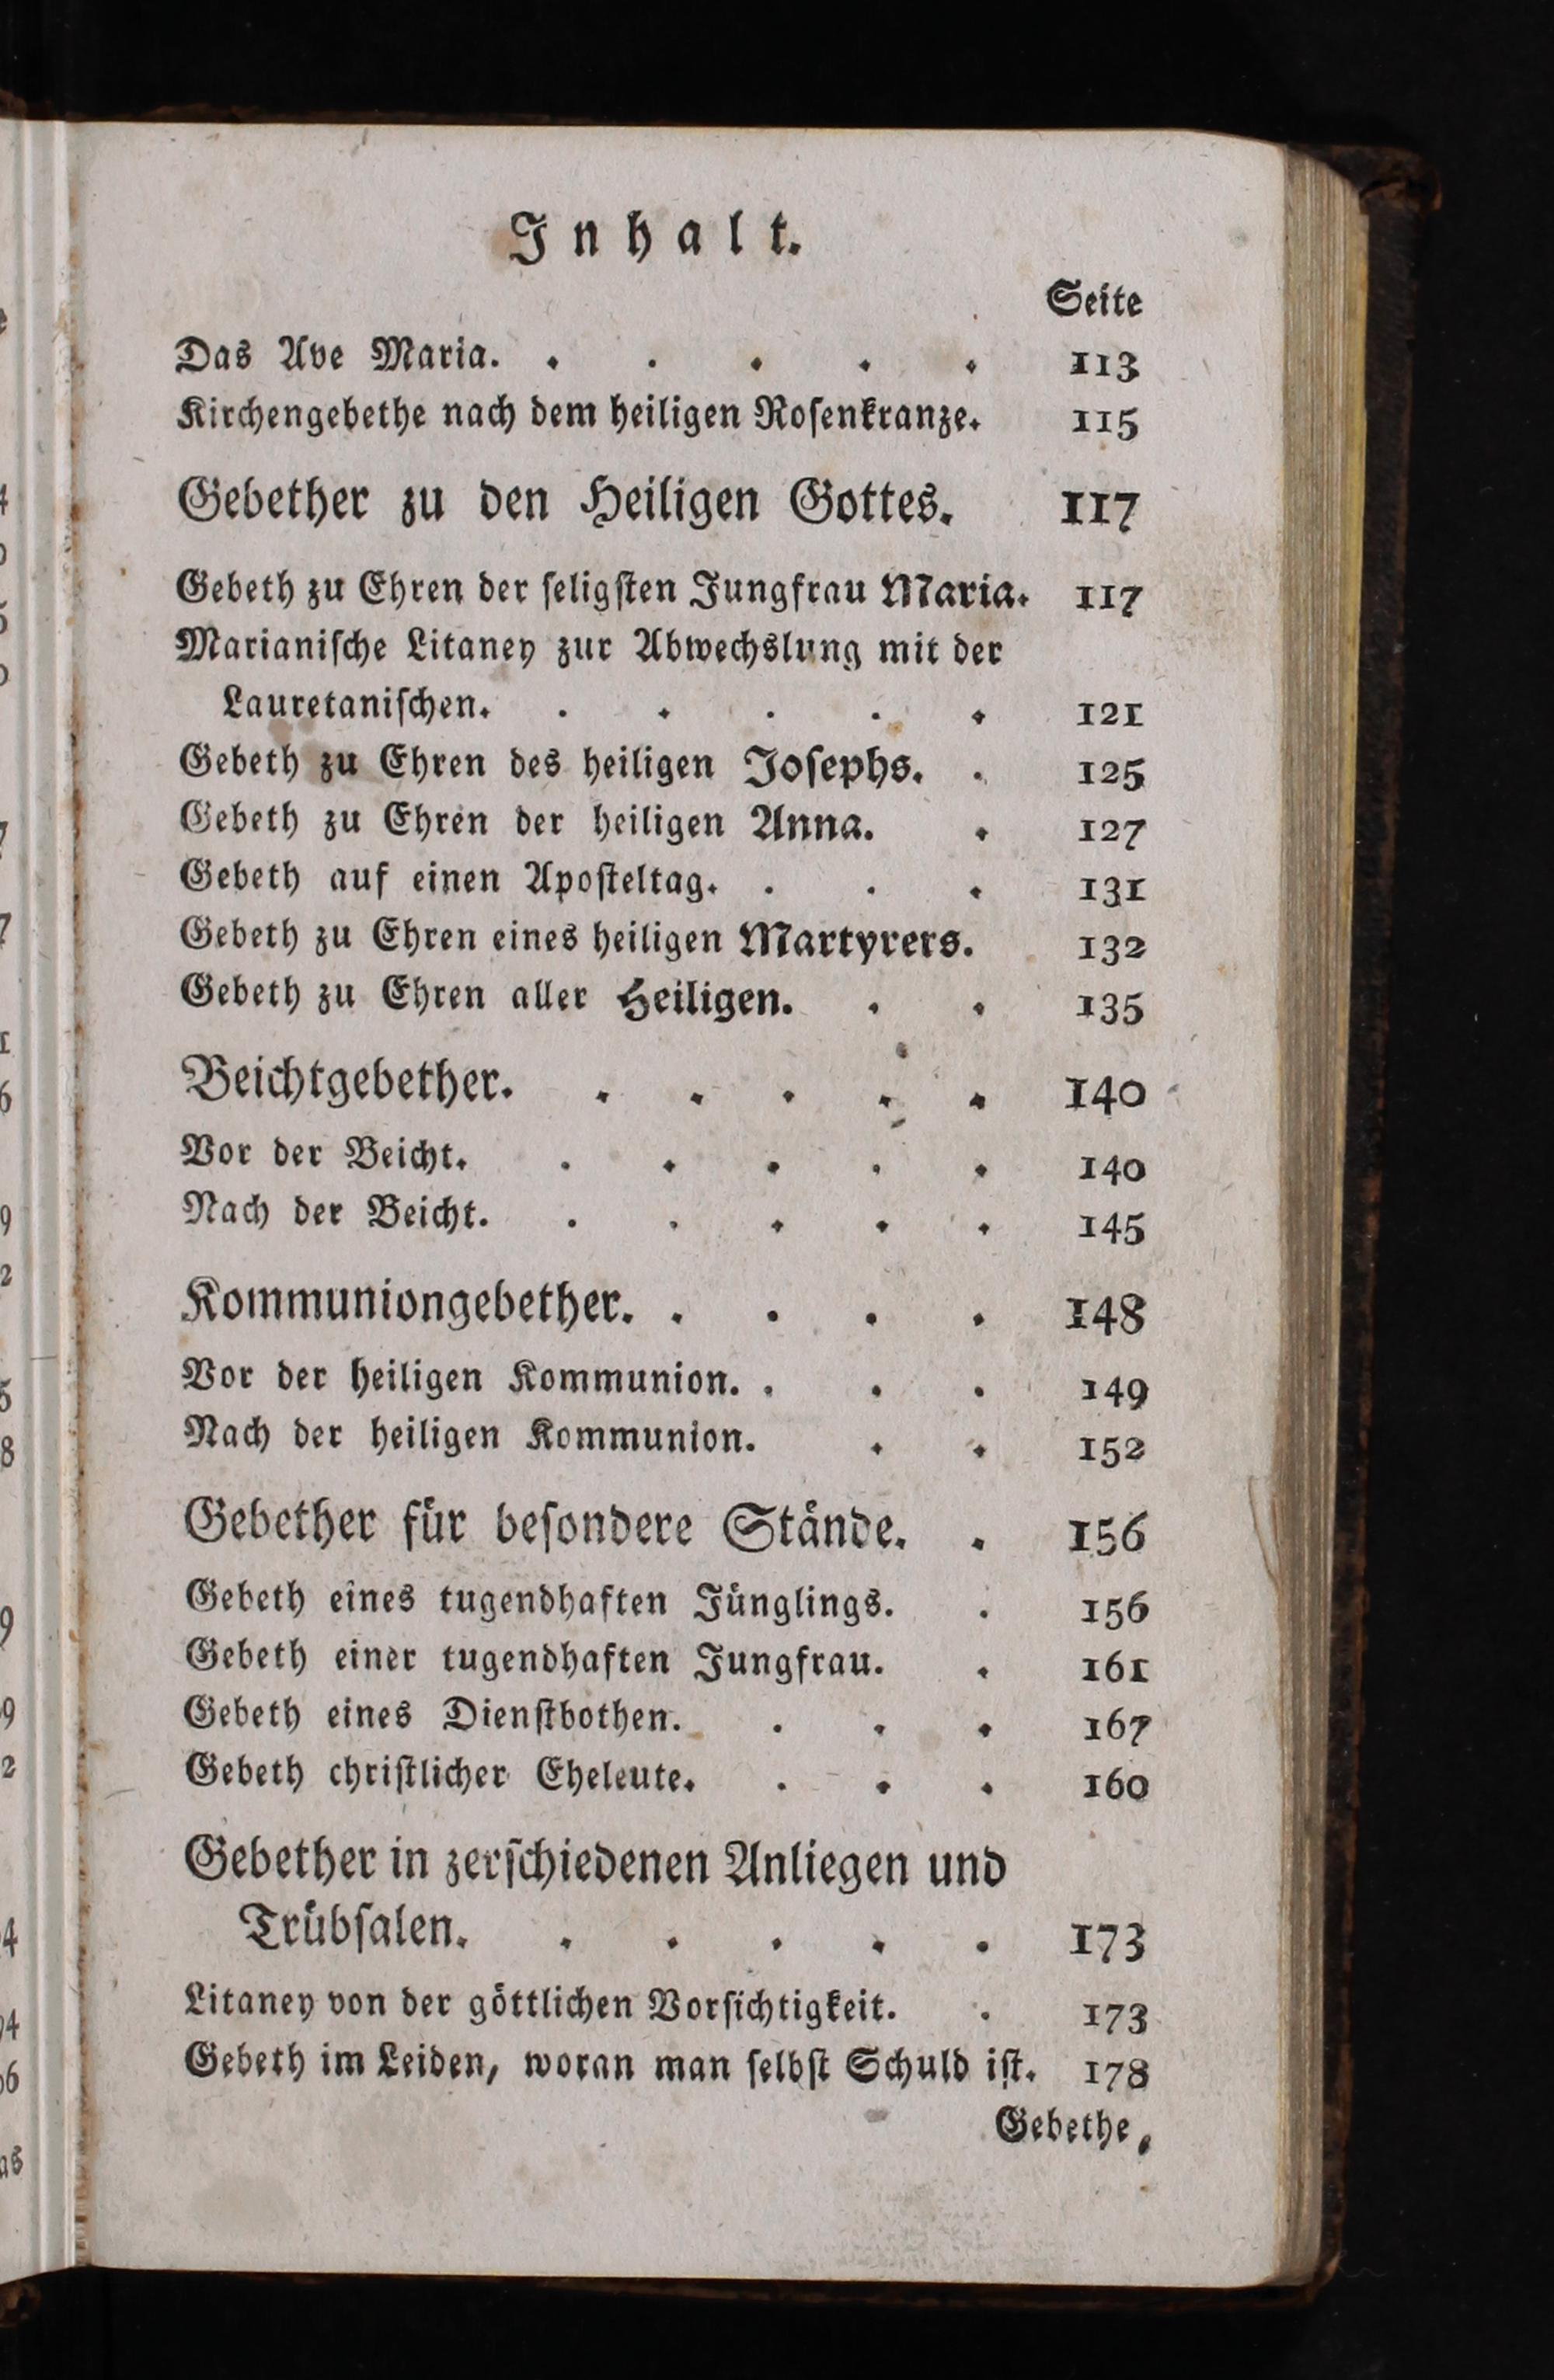 Inhalt.
Seite
Das Ave Maria. . . . . . 113
Kirchengebethe nach dem heiligen Roſenkranze. 115
Gebether zu den Heiligen Gottes. 117
Gebeth zu Ehren der ſeligſten Jungfrau Maria. 117
Marianiſche Litaney zur Abwechslung mit der
Lauretaniſchen. . . . . . 121
Gebeth zu Ehren des heiligen Joſephs. . 125
Gebeth zu Ehren der heiligen Anna. . 127
Gebeth auf einen Apoſteltag. . . . 131
Gebeth zu Ehren eines heiligen Martyrers. 132
Gebeth zu Ehren aller Heiligen. . . 135
Beichtgebether. . . . . . 140
Vor der Beicht. . . . . . 140
Nach der Beicht. . . . . . 145
Kommuniongebether. . . . . 148
Vor der heiligen Kommunion. . . . 149
Nach der heiligen Kommunion. . . 152
Gebether für beſondere Stände. . 156
Gebeth eines tugendhaften Jünglings. . 156
Gebeth einer tugendhaften Jungfrau. . 161
Gebeth eines Dienſtbothen. . . . 167
Gebeth chriſtlicher Eheleute. . . . 160
Gebether in zerſchiedenen Anliegen und
Trübſalen. . . . . . 173
Litaney von der göttlichen Vorſichtigkeit. . 173
Gebeth im Leiden, woran man ſelbſt Schuld iſt. 178
Gebethe,